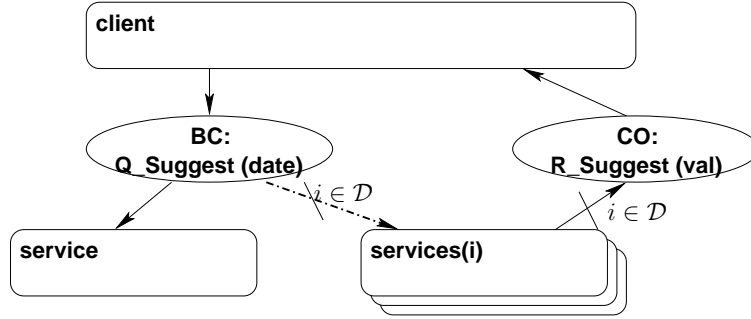 client
BC:
Q_Suggest (date)
CO:
R_Suggest (val)
i ∈ 𝒟
i ∈ 𝒟
service
services(i)